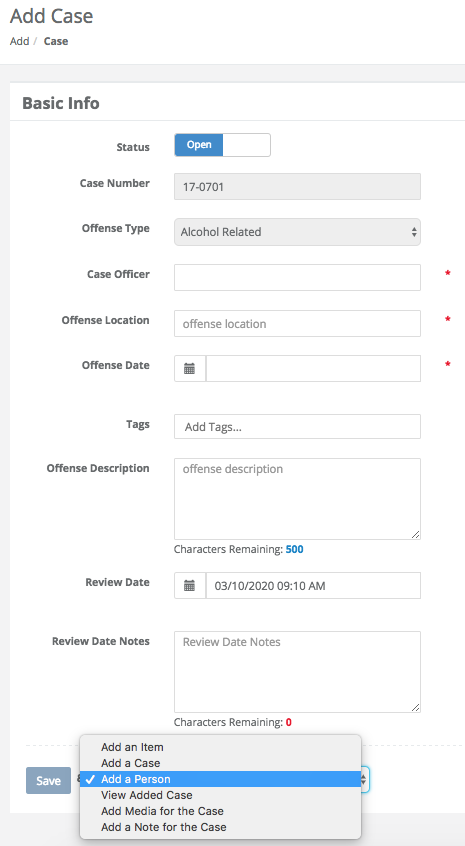 Add Case
Add / Case
Basic Info
Status Open
Case Number 17-0701
Offense Type Alcohol Related
Case Officer *
Offense Location offense location *
Offense Date *
Tags Add Tags...
Offense Description offense description
Characters Remaining: 500
Review Date 03/10/2020 09:10 AM
Review Date Notes Review Date Notes
Characters Remaining: 0
Add an Item
Add a Case
Save ✓ Add a Person
View Added Case
Add Media for the Case
Add a Note for the Case